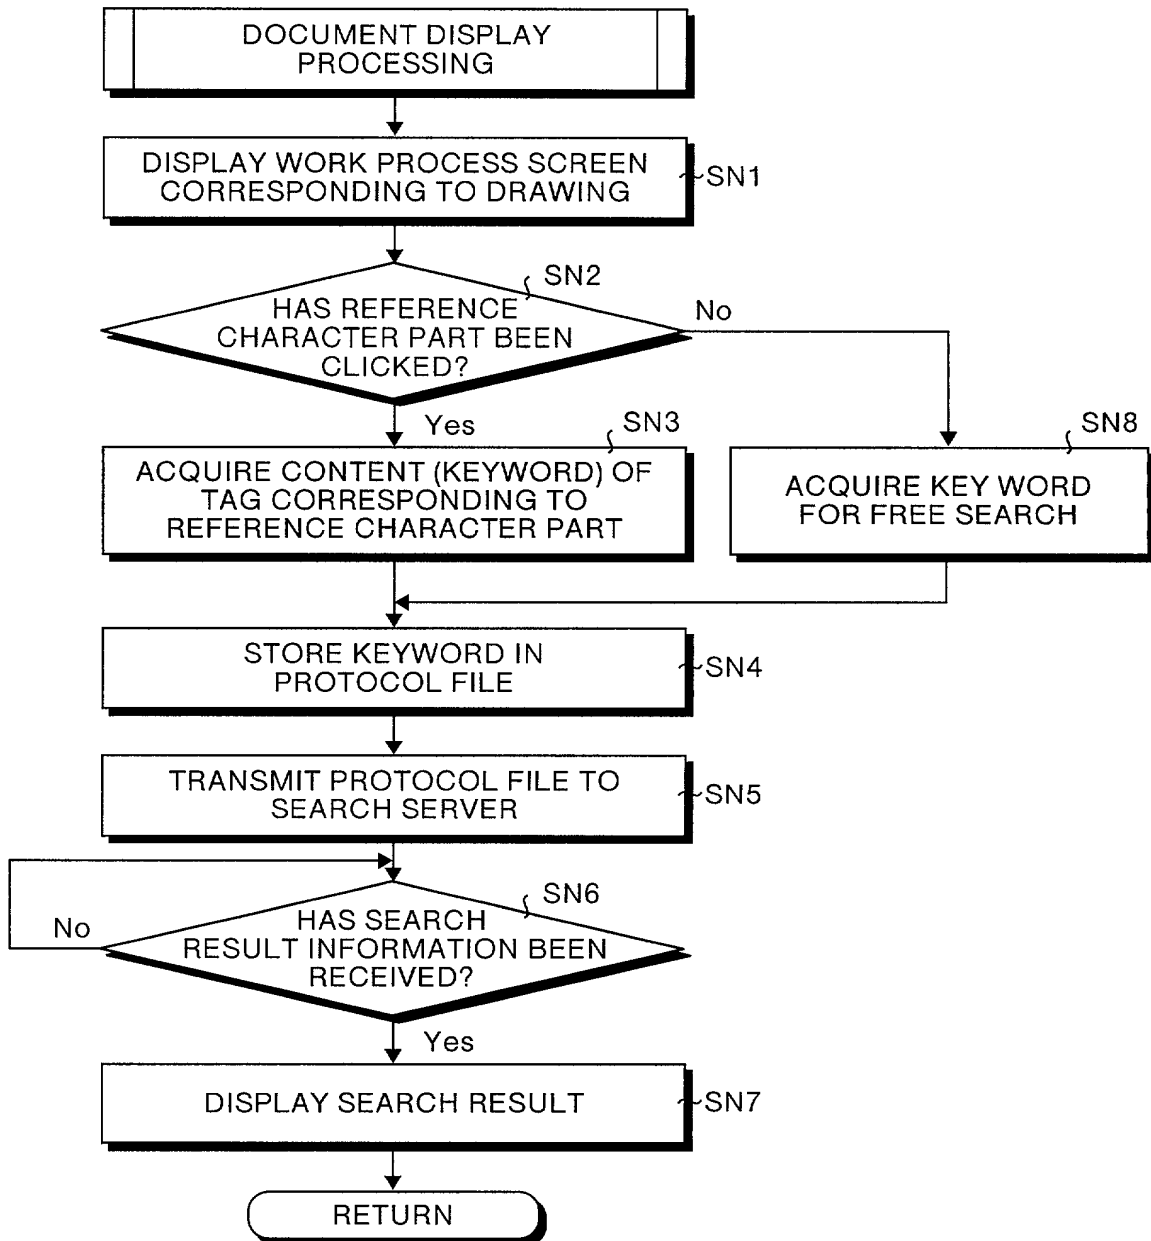 DOCUMENT DISPLAY
PROCESSING
DISPLAY WORK PROCESS SCREEN
CORRESPONDING TO DRAWING
SN1
SN2
HAS REFERENCE
CHARACTER PART BEEN
CLICKED?
No
Yes
SN3
ACQUIRE CONTENT (KEYWORD) OF
TAG CORRESPONDING TO
REFERENCE CHARACTER PART
SN8
ACQUIRE KEY WORD
FOR FREE SEARCH
STORE KEYWORD IN
PROTOCOL FILE
SN4
TRANSMIT PROTOCOL FILE TO
SEARCH SERVER
SN5
SN6
HAS SEARCH
RESULT INFORMATION BEEN
RECEIVED?
No
Yes
DISPLAY SEARCH RESULT
SN7
RETURN